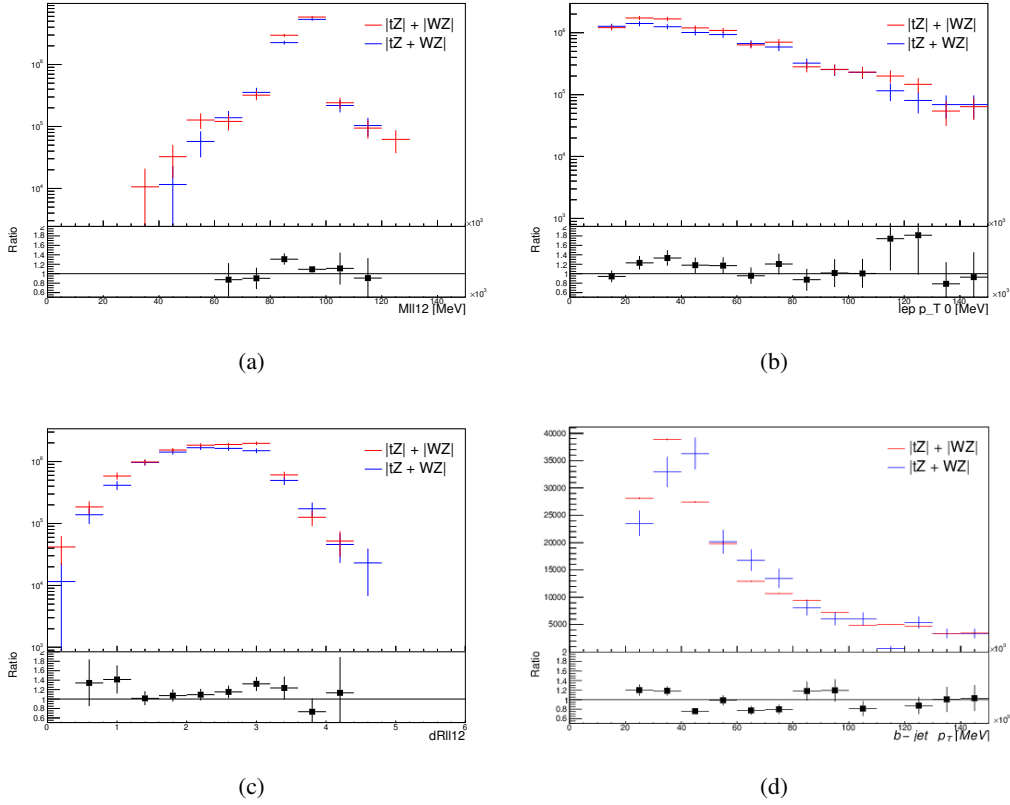 |tZ| + |WZ|
|tZ + WZ|
10⁶
10⁵
10⁴
×10³
Ratio
2
1.8
1.6
1.4
1.2
1
0.8
0.6
0 20 40 60 80 100 120 140
×10³
Mll12 [MeV]
(a)
|tZ| + |WZ|
|tZ + WZ|
10⁶
10⁵
10⁴
10³
×10³
Ratio
2
1.8
1.6
1.4
1.2
1
0.8
0.6
0 20 40 60 80 100 120 140
×10³
lep p_T 0 [MeV]
(b)
|tZ| + |WZ|
|tZ + WZ|
10⁶
10⁵
10⁴
10³
Ratio
2
1.8
1.6
1.4
1.2
1
0.8
0.6
0 1 2 3 4 5 6
dRll12
(c)
40000
|tZ| + |WZ|
|tZ + WZ|
35000
30000
25000
20000
15000
10000
5000
×10³
Ratio
2
1.8
1.6
1.4
1.2
1
0.8
0.6
0 20 40 60 80 100 120 140
b − jet p_T [MeV]
(d)